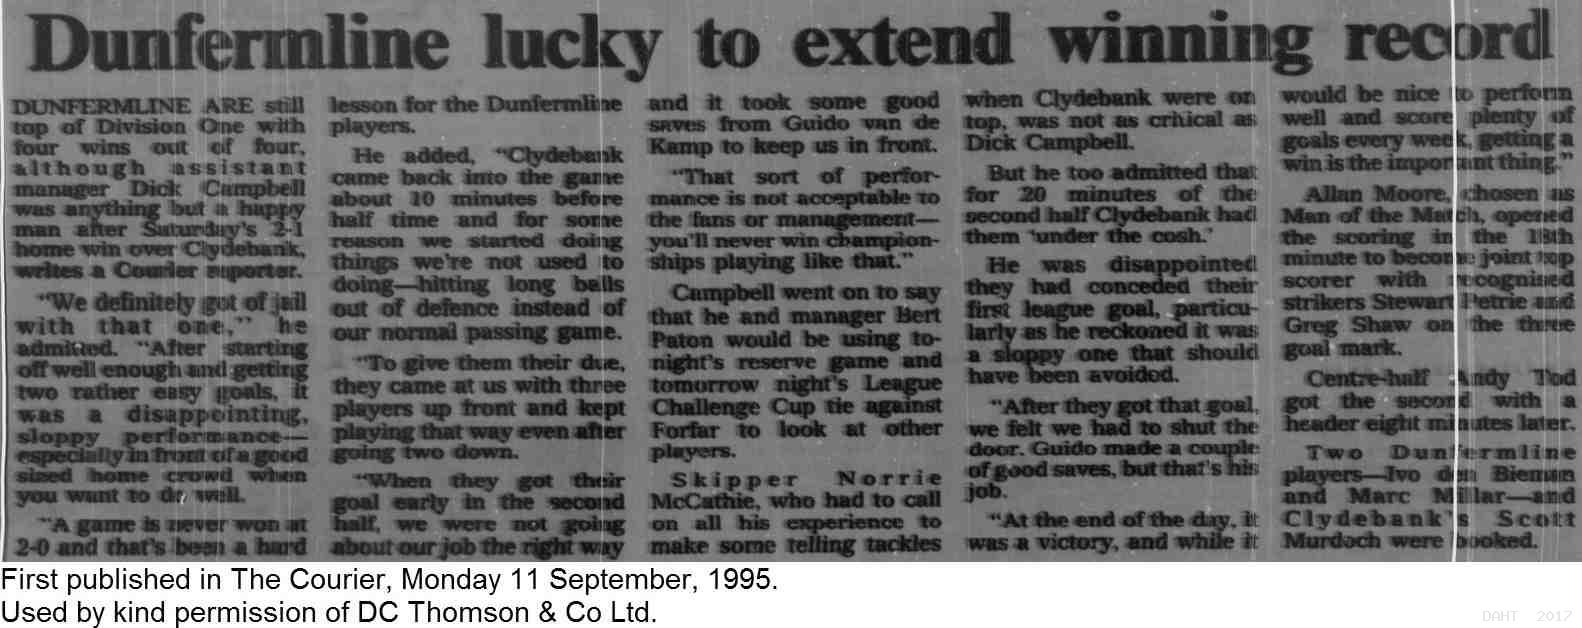 Dunfermline lucky to extend winning record
DUNFERMLINE ARE still
top of Division One with
four wins out of four,
although assistant
manager Dick Campbell
was anything but a happy
man after Saturday's 2-1
home win over Clydebank,
writes a Courier reporter.
"We definitely got of jail
with that one," he
admitted. "After starting
off well enough and getting
two rather easy goals, it
was a disappointing,
sloppy performance—
especially in front of a good
sized home crowd when
you want to do well.
"A game is never won at
2-0 and that's been a hard
lesson for the Dunfermline
players.
He added, "Clydebank
came back into the game
about 10 minutes before
half time and for some
reason we started doing
things we're not used to
doing—hitting long balls
out of defence instead of
our normal passing game.
"To give them their due,
they came at us with three
players up front and kept
playing that way even after
going two down.
"When they got their
goal early in the second
half, we were not going
about our job the right way
and it took some good
saves from Guido van de
Kamp to keep us in front.
"That sort of perfor-
mance is not acceptable to
the fans or management—
you'll never win champion-
ships playing like that."
Campbell went on to say
that he and manager Bert
Paton would be using to-
night's reserve game and
tomorrow night's League
Challenge Cup tie against
Forfar to look at other
players.
Skipper Norrie
McCathie, who had to call
on all his experience to
make some telling tackles
when Clydebank were on
top, was not as crhical as
Dick Campbell.
But he too admitted that
for 20 minutes of the
second half Clydebank had
them 'under the cosh.'
He was disappointed
they had conceded their
first league goal, particu-
larly as he reckoned it was
a sloppy one that should
have been avoided.
"After they got that goal,
we felt we had to shut the
door. Guido made a couple
of good saves, but that's his
job.
"At the end of the day, it
was a victory, and while it
would be nice to perform
well and score plenty of
goals every week, getting a
win is the important thing."
Allan Moore, chosen as
Man of the Match, opened
the scoring in the 18th
minute to become joint top
scorer with recognised
strikers Stewart Petrie and
Greg Shaw on the three
goal mark.
Centre-half Andy Tod
got the second with a
header eight minutes later.
Two Dunfermline
players—Ivo den Bieman
and Marc Millar—and
Clydebank's Scott
Murdoch were booked.
First published in The Courier, Monday 11 September, 1995.
Used by kind permission of DC Thomson & Co Ltd.
DAHT 2017